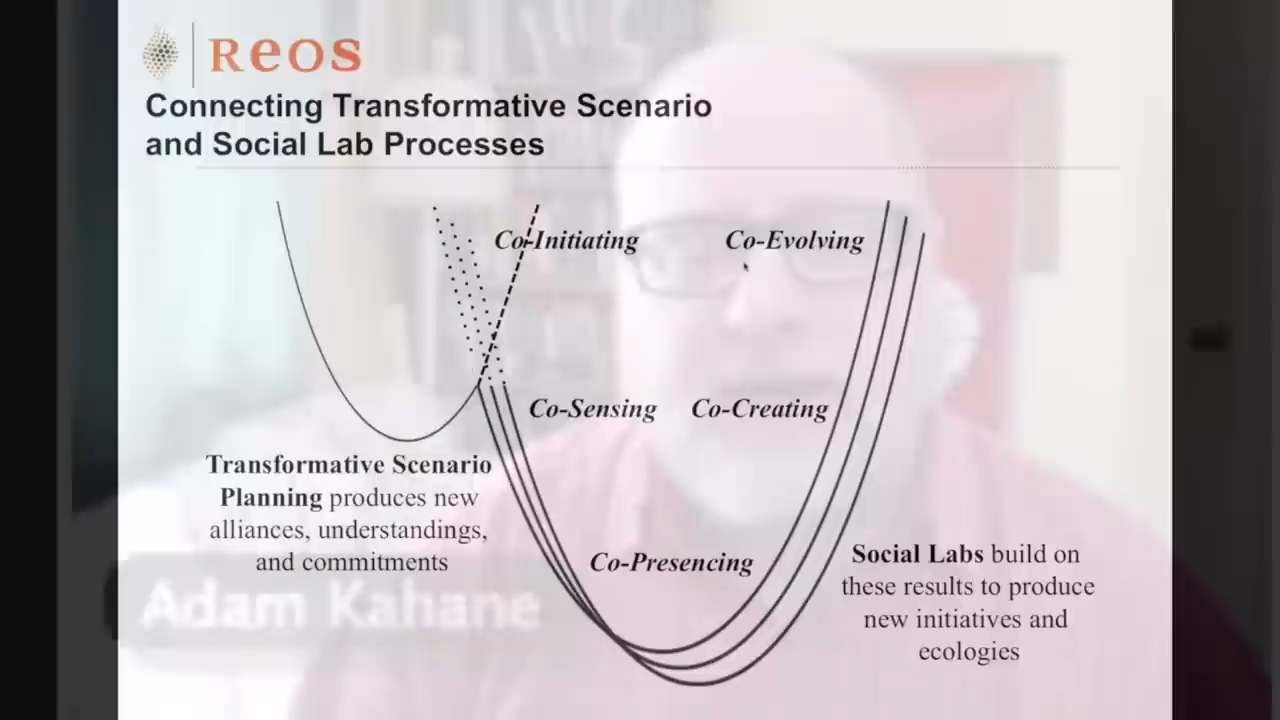 Reos
Connecting Transformative Scenario
and Social Lab Processes
Co-Initiating
Co-Evolving
Co-Sensing
Co-Creating
Transformative Scenario
Planning produces new
alliances, understandings,
and commitments
Co-Presencing
Social Labs build on
these results to produce
new initiatives and
ecologies
Adam Kahane